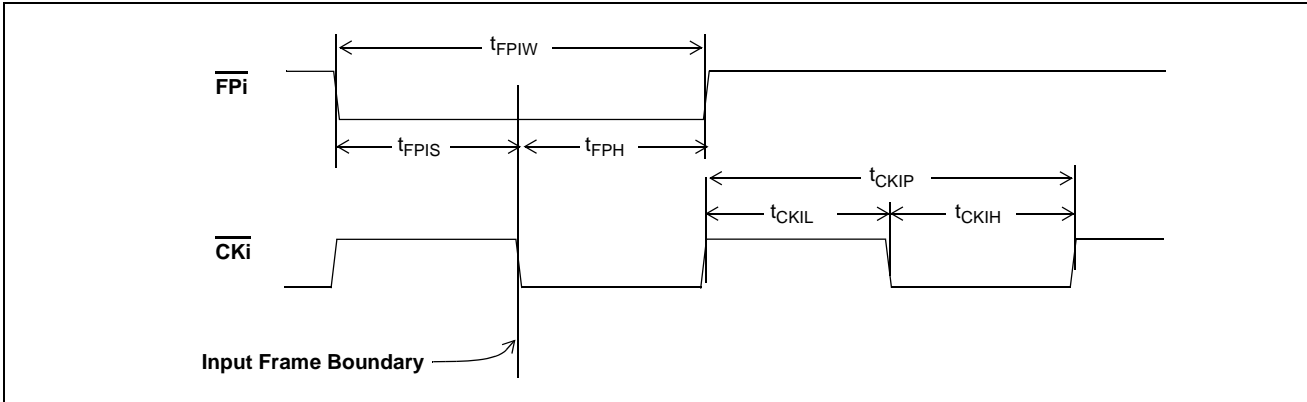 tFPIW
FPi
tFPIS
tFPH
tCKIP
tCKIL
tCKIH
CKi
Input Frame Boundary